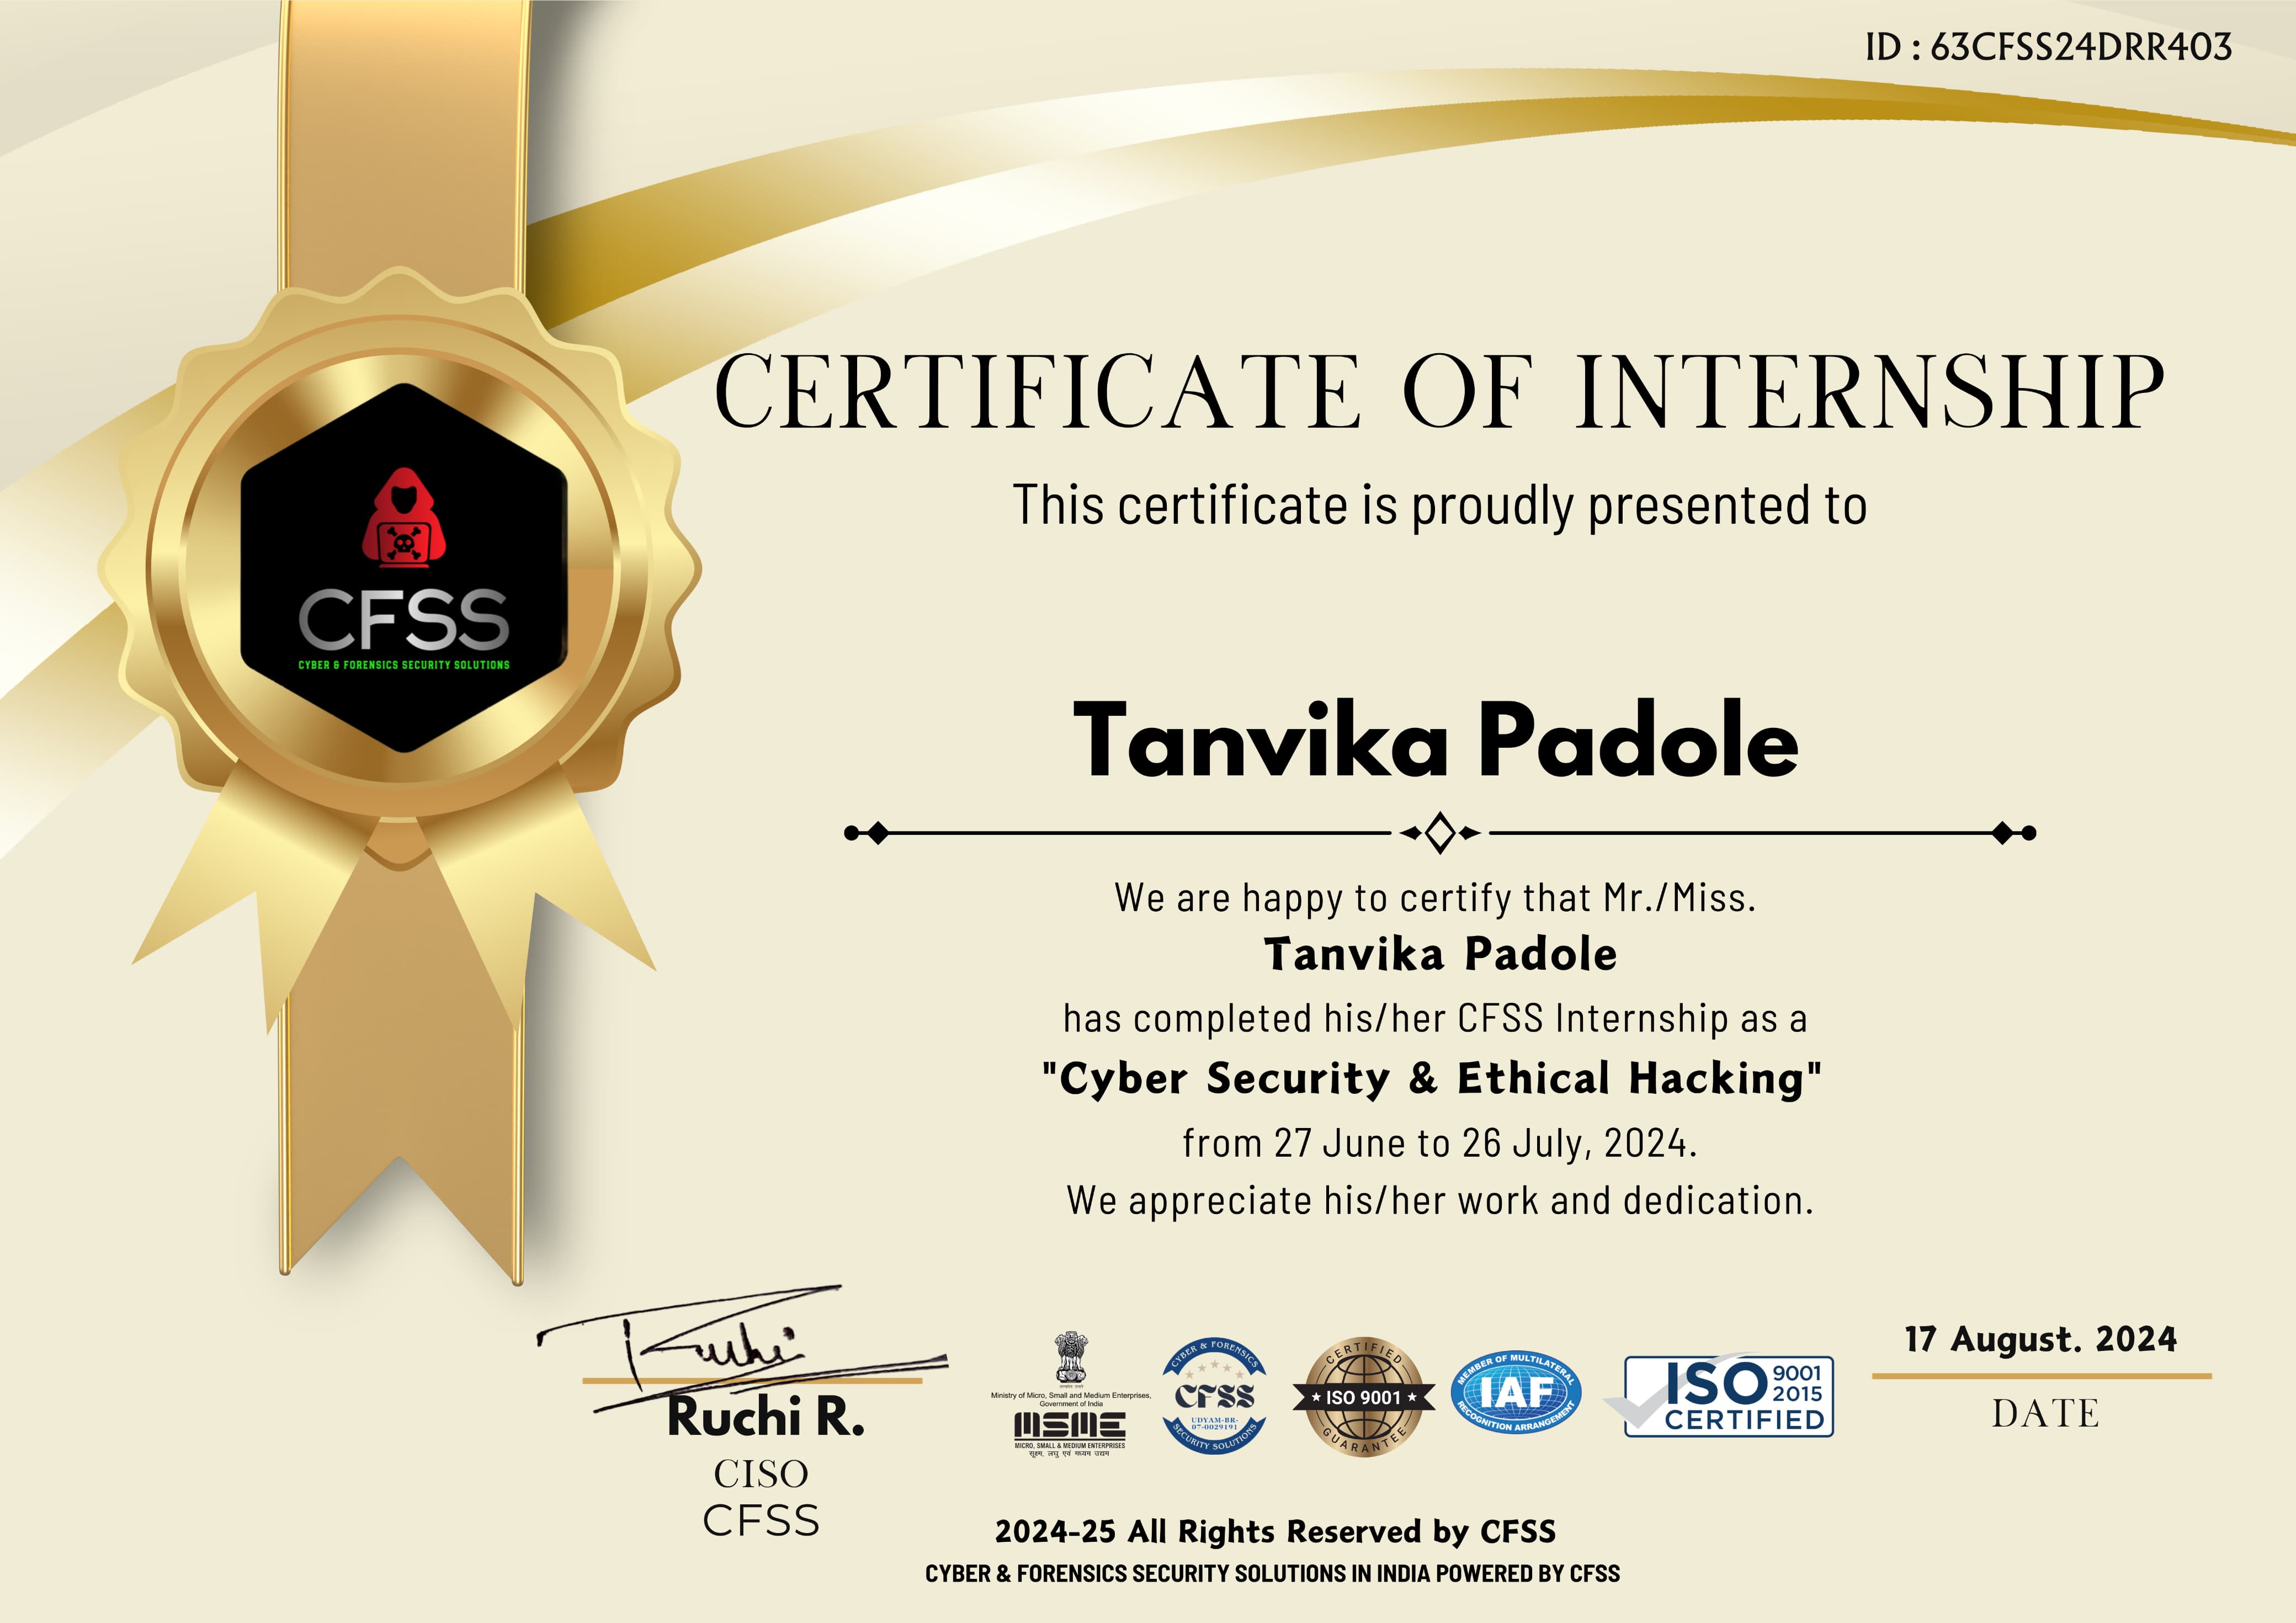 ID : 63CFSS24DRR403
CERTIFICATE OF INTERNSHIP
This certificate is proudly presented to
CFSS
CYBER & FORENSICS SECURITY SOLUTIONS
Tanvika Padole
We are happy to certify that Mr./Miss.
Tanvika Padole
has completed his/her CFSS Internship as a
"Cyber Security & Ethical Hacking"
from 27 June to 26 July, 2024.
We appreciate his/her work and dedication.
Ruchi
Ruchi R.
CISO
CFSS
Ministry of Micro, Small and Medium Enterprises,
Government of India
MSME
MICRO, SMALL & MEDIUM ENTERPRISES
सूक्ष्म, लघु एवं मध्यम उद्यम
CYBER & FORENSICS
CFSS
UDYAM-BR-
07-0029191
SECURITY SOLUTIONS
CERTIFIED
ISO 9001
GUARANTEE
MEMBER OF MULTILATERAL
IAF
RECOGNITION ARRANGEMENT
ISO 9001
2015
CERTIFIED
17 August. 2024
DATE
2024-25 All Rights Reserved by CFSS
CYBER & FORENSICS SECURITY SOLUTIONS IN INDIA POWERED BY CFSS